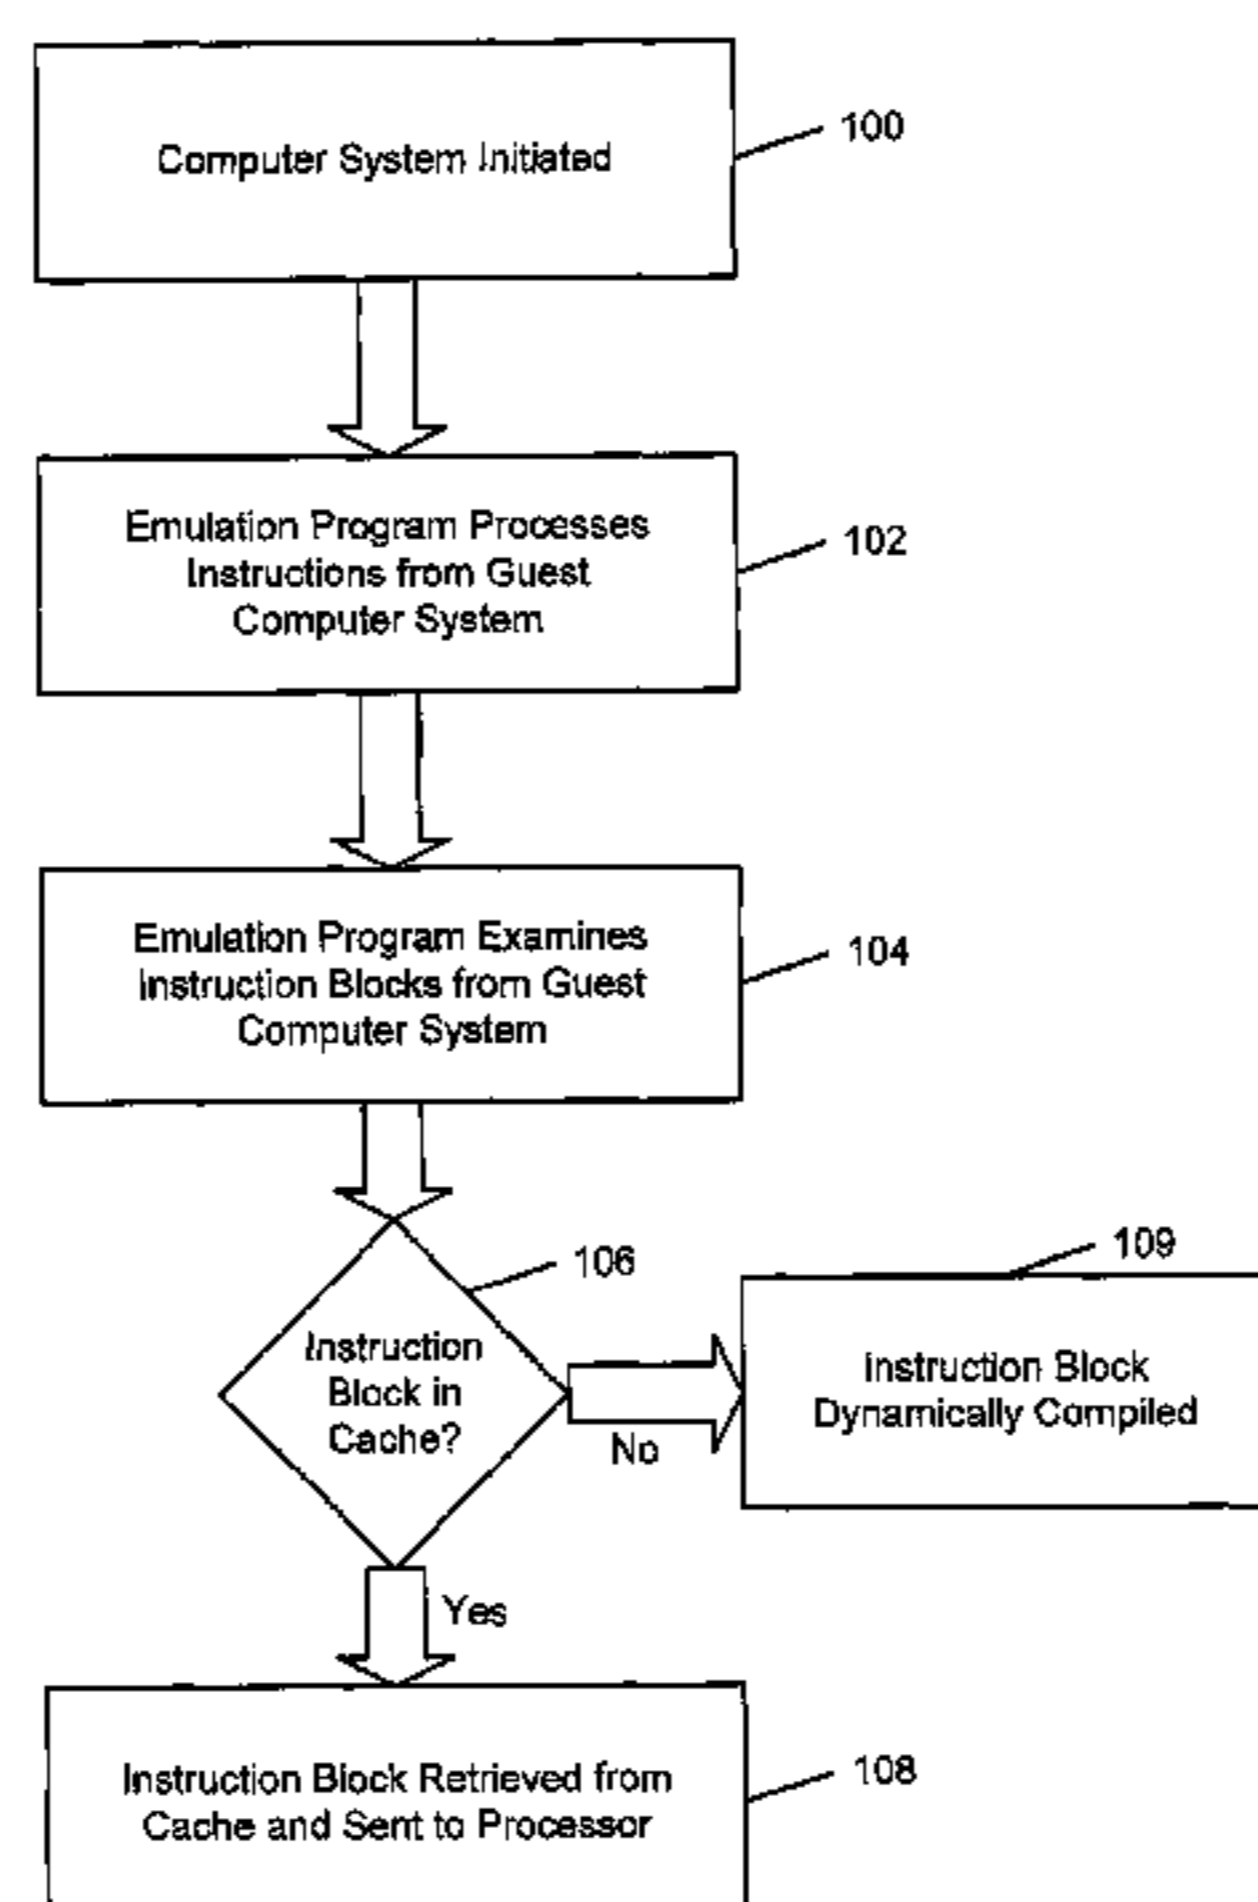 Computer System Initiated
100
Emulation Program Processes
Instructions from Guest
Computer System
102
Emulation Program Examines
Instruction Blocks from Guest
Computer System
104
106
Instruction
Block in
Cache?
No
109
Instruction Block
Dynamically Compiled
Yes
Instruction Block Retrieved from
Cache and Sent to Processor
108